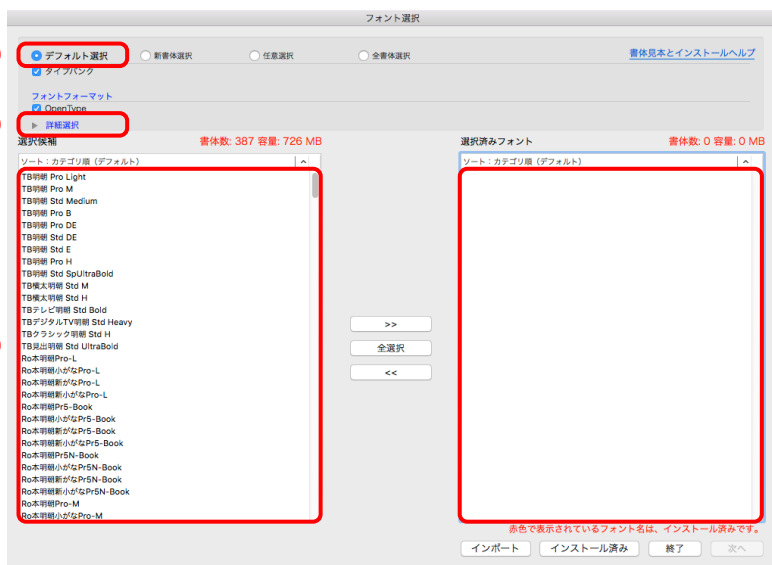 フォント選択
デフォルト選択 新書体選択 任意選択 全書体選択 書体見本とインストールヘルプ
タイプバンク
フォントフォーマット
OpenType
詳細選択
選択候補 書体数: 387 容量: 726 MB 選択済みフォント 書体数: 0 容量: 0 MB
ソート：カテゴリ順（デフォルト） ソート：カテゴリ順（デフォルト）
TB明朝 Pro Light
TB明朝 Pro M
TB明朝 Std Medium
TB明朝 Pro B
TB明朝 Pro DE
TB明朝 Std DE
TB明朝 Std E
TB明朝 Pro H
TB明朝 Std SpUltraBold
TB横太明朝 Std M
TB横太明朝 Std H
TBテレビ明朝 Std Bold
TBデジタルTV明朝 Std Heavy
TBクラシック明朝 Std H
TB見出明朝 Std UltraBold
Ro本明朝Pro-L
Ro本明朝小がなPro-L
Ro本明朝新がなPro-L
Ro本明朝新小がなPro-L
Ro本明朝Pr5-Book
Ro本明朝小がなPr5-Book
Ro本明朝新がなPr5-Book
Ro本明朝新小がなPr5-Book
Ro本明朝Pr5N-Book
Ro本明朝小がなPr5N-Book
Ro本明朝新がなPr5N-Book
Ro本明朝新小がなPr5N-Book
Ro本明朝Pro-M
Ro本明朝小がなPro-M
>>
全選択
<<
赤色で表示されているフォント名は、インストール済みです。
インポート インストール済み 終了 次へ